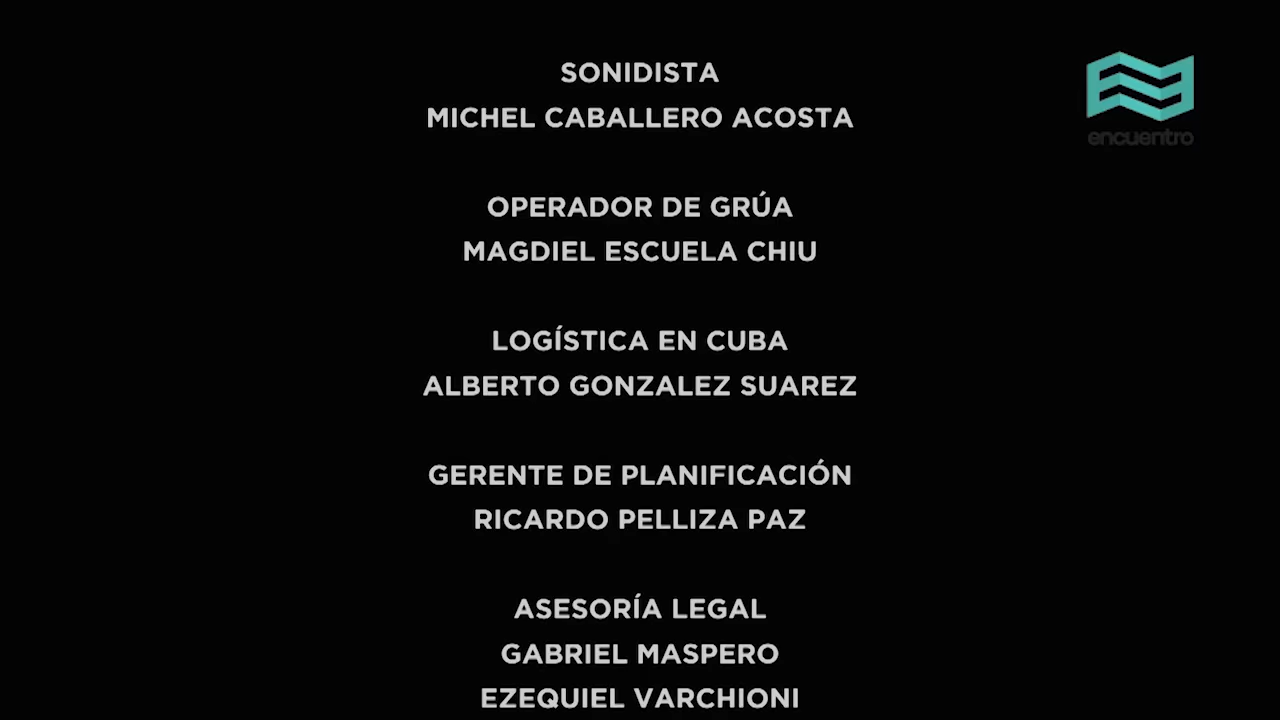 SONIDISTA
MICHEL CABALLERO ACOSTA
encuentro
OPERADOR DE GRÚA
MAGDIEL ESCUELA CHIU
LOGÍSTICA EN CUBA
ALBERTO GONZALEZ SUAREZ
GERENTE DE PLANIFICACIÓN
RICARDO PELLIZA PAZ
ASESORÍA LEGAL
GABRIEL MASPERO
EZEQUIEL VARCHIONI